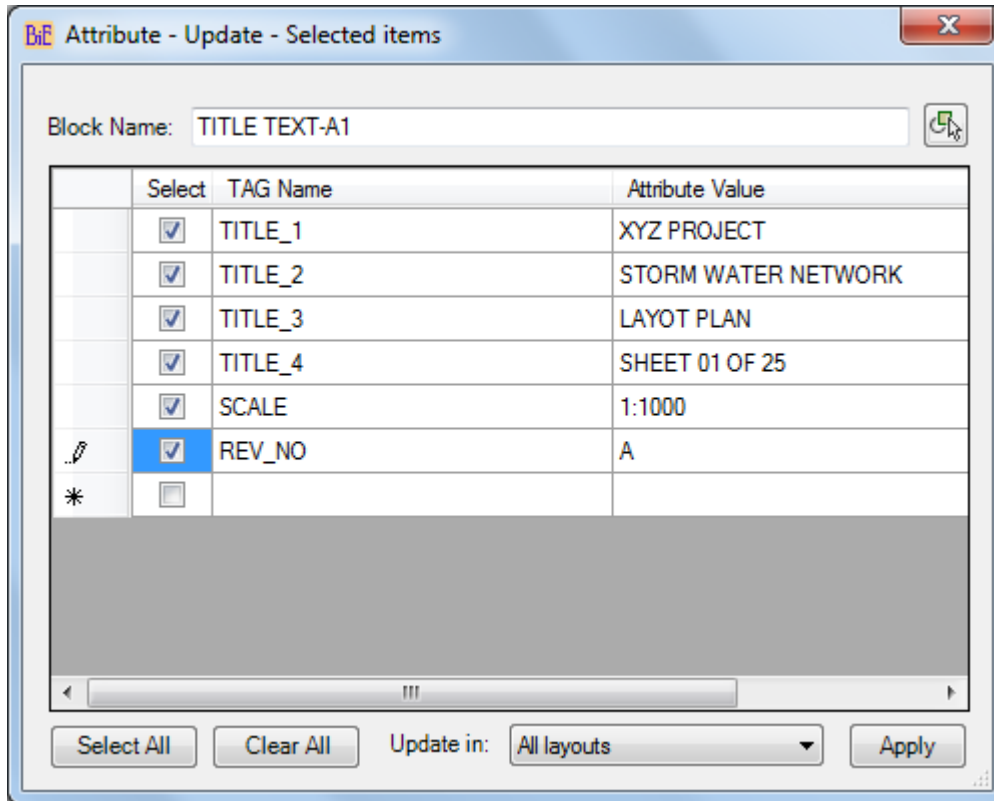 BiE Attribute - Update - Selected items
Block Name: TITLE TEXT-A1
Select TAG Name Attribute Value
TITLE_1 XYZ PROJECT
TITLE_2 STORM WATER NETWORK
TITLE_3 LAYOT PLAN
TITLE_4 SHEET 01 OF 25
SCALE 1:1000
REV_NO A
Select All Clear All Update in: All layouts Apply